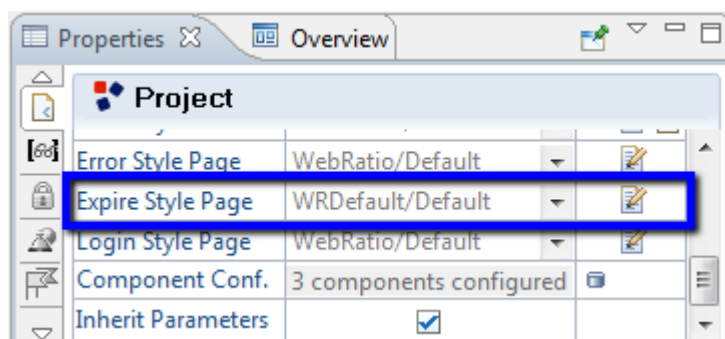 Properties Overview
Project
Error Style Page WebRatio/Default
Expire Style Page WRDefault/Default
Login Style Page WebRatio/Default
Component Conf. 3 components configured
Inherit Parameters